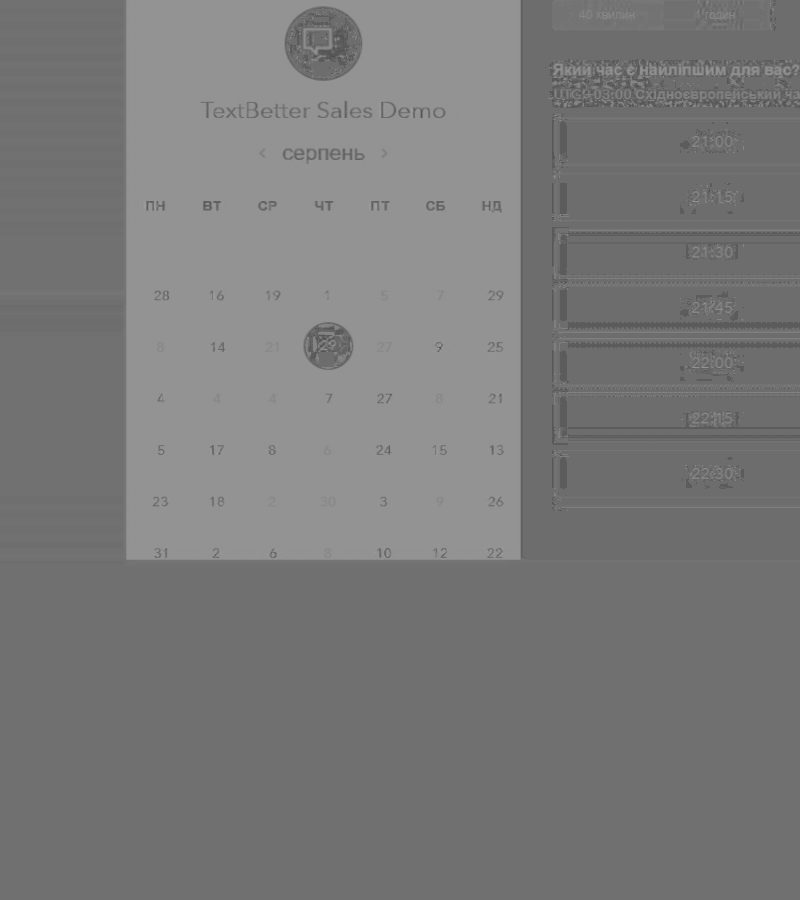 TextBetter Sales Demo
‹ серпень ›
ПН ВТ СР ЧТ ПТ СБ НД
28 16 19 1 5 7 29
8 14 21 27 9 25
4 4 4 7 27 8 21
5 17 8 6 24 15 13
23 18 2 30 3 9 26
31 2 6 8 10 12 22
40 хвилин 1 годин
Який час є найліпшим для вас?
UTC+03:00 Східноєвропейський ча
21:00
21:15
21:30
21:45
22:00
22:15
22:30